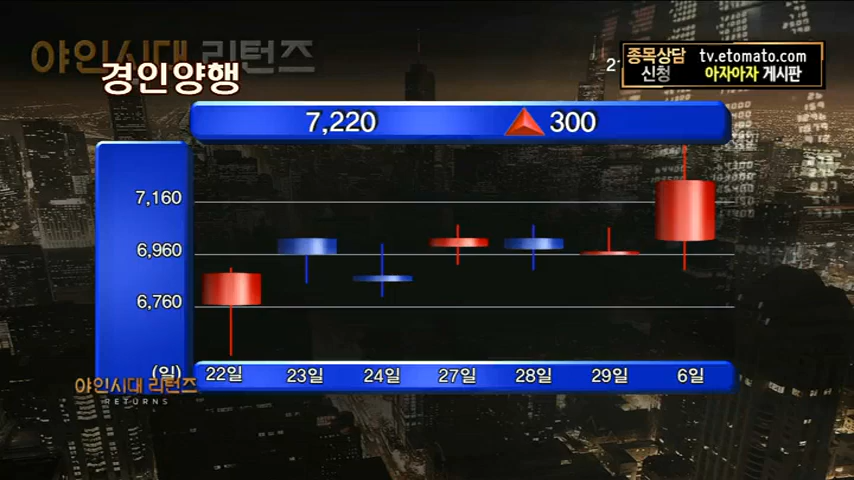 야인시대 리턴즈
경인양행
종목상담
신청
tv.etomato.com
아자아자 게시판
7,220 ▲ 300
7,160
6,960
6,760
(일) 22일 23일 24일 27일 28일 29일 6일
야인시대 리턴즈
RETURNS